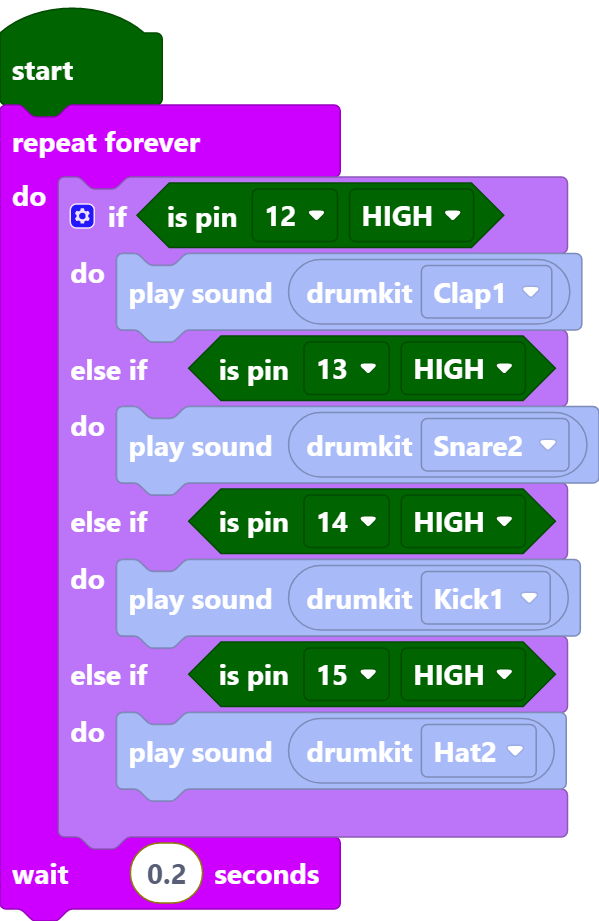 start
repeat forever
do
if is pin 12 HIGH
do play sound drumkit Clap1
else if is pin 13 HIGH
do play sound drumkit Snare2
else if is pin 14 HIGH
do play sound drumkit Kick1
else if is pin 15 HIGH
do play sound drumkit Hat2
wait 0.2 seconds